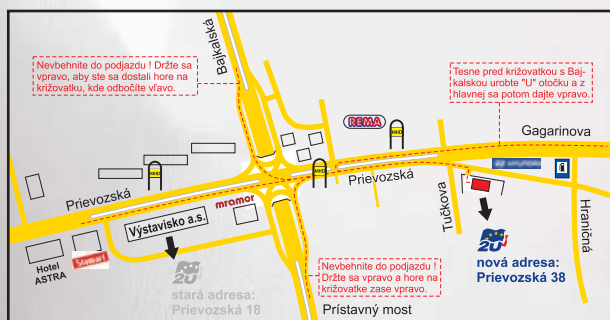 Bajkalská
Nevbehnite do podjazdu ! Držte sa
vpravo, aby ste sa dostali hore na
križovatku, kde odbočíte vľavo.
Tesne pred križovatkou s Baj-
kalskou urobte "U" otočku a z
hlavnej sa potom dajte vpravo.
REMA
MHD
Gagarinova
MHD
MHD
Prievozská
Prievozská
mramor
Výstavisko a.s.
Tučkova
Hraničná
Hotel
ASTRA
2U
stará adresa:
Prievozská 18
Nevbehnite do podjazdu !
Držte sa vpravo a hore na
križovatke zase vpravo.
Prístavný most
2U
nová adresa:
Prievozská 38